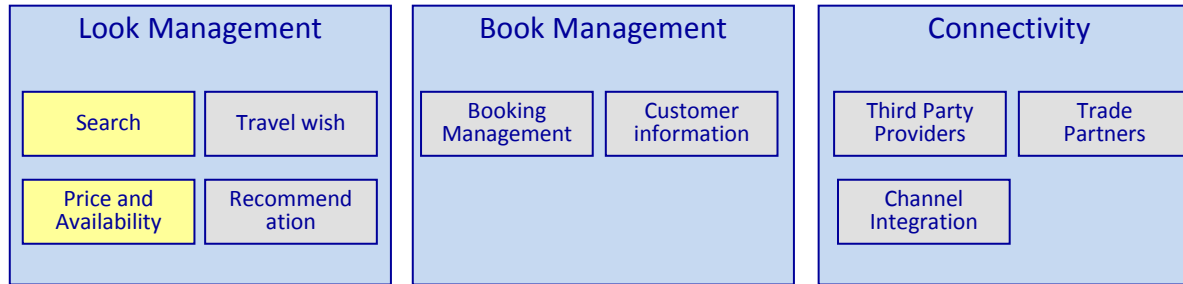 Look Management
Search
Travel wish
Price and
Availability
Recommend
ation
Book Management
Booking
Management
Customer
information
Connectivity
Third Party
Providers
Trade
Partners
Channel
Integration